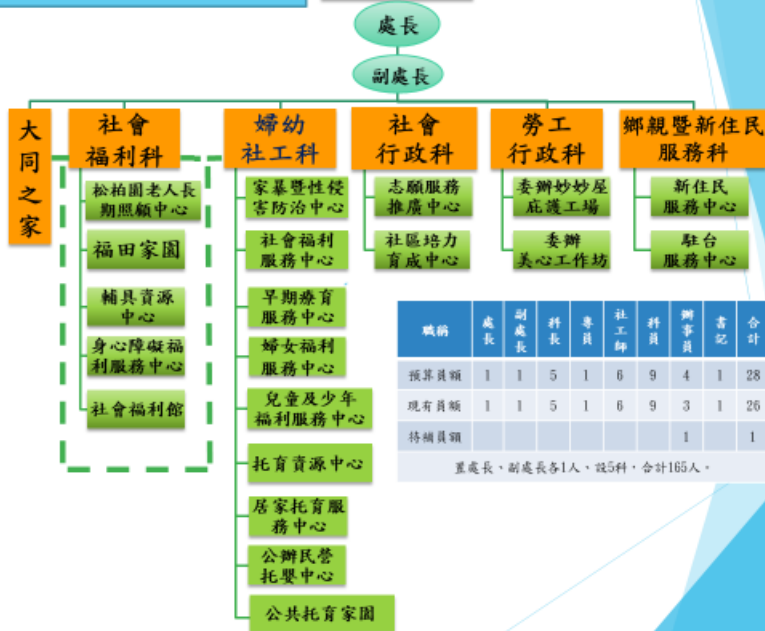 處長
副處長
大同之家
社會
福利科
婦幼
社工科
社會
行政科
勞工
行政科
鄉親暨新住民
服務科
松柏園老人長
期照顧中心
福田家園
輔具資源
中心
身心障礙福
利服務中心
社會福利館
家暴暨性侵
害防治中心
社會福利
服務中心
早期療育
服務中心
婦女福利
服務中心
兒童及少年
福利服務中心
托育資源中心
居家托育服
務中心
公辦民營
托嬰中心
公共托育家園
志願服務
推廣中心
社區培力
育成中心
委辦妙妙屋
庇護工場
委辦
美心工作坊
新住民
服務中心
駐台
服務中心
職稱 處長 副處長 科長 專員 社工師 科員 辦事員 書記 合計
預算員額 1 1 5 1 6 9 4 1 28
現有員額 1 1 5 1 6 9 3 1 26
待補員額 1 1
置處長、副處長各1人、設5科,合計165人。